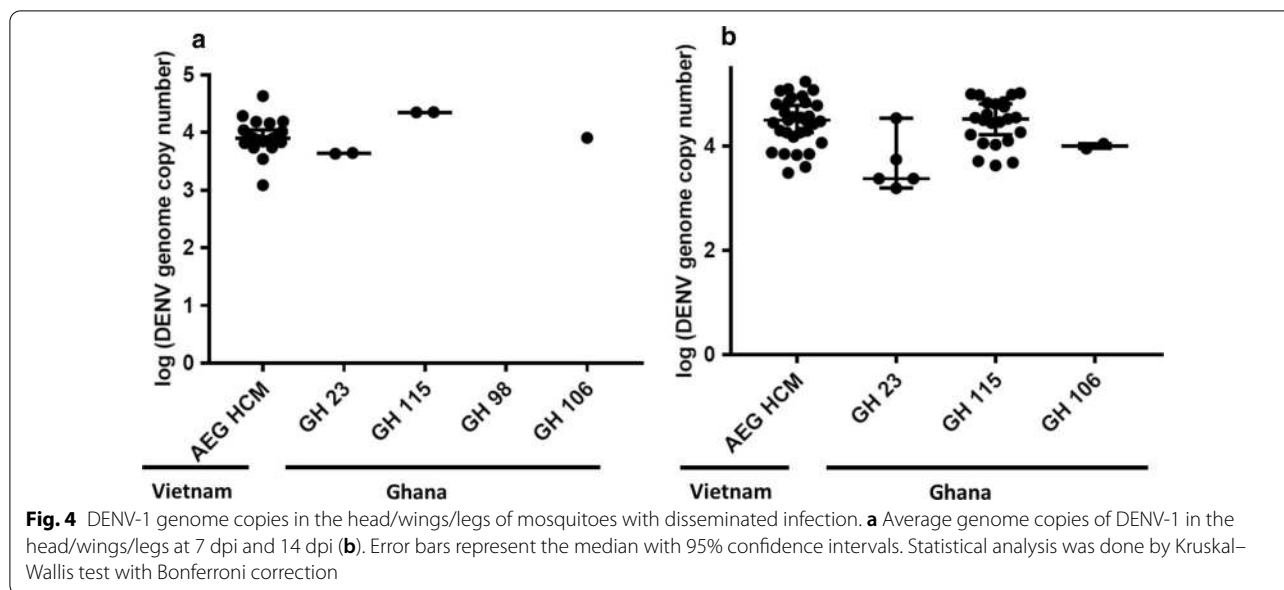 a
log (DENV genome copy number)
5
4
3
2
1
0
AEG HCM
GH 23
GH 115
GH 98
GH 106
Vietnam
Ghana
b
log (DENV genome copy number)
4
2
0
AEG HCM
GH 23
GH 115
GH 106
Vietnam
Ghana
Fig. 4 DENV-1 genome copies in the head/wings/legs of mosquitoes with disseminated infection. a Average genome copies of DENV-1 in the
head/wings/legs at 7 dpi and 14 dpi (b). Error bars represent the median with 95% confidence intervals. Statistical analysis was done by Kruskal–
Wallis test with Bonferroni correction